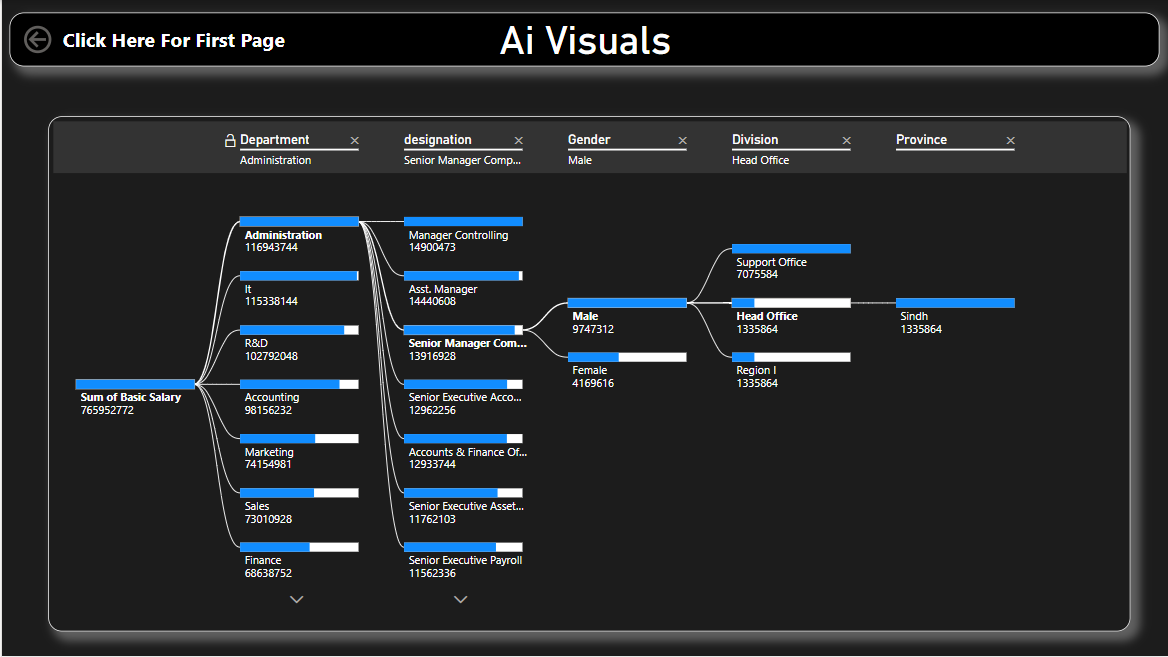 Click Here For First Page
Ai Visuals
Department
Administration
designation
Senior Manager Comp...
Gender
Male
Division
Head Office
Province
Sum of Basic Salary
765952772
Administration
116943744
It
115338144
R&D
102792048
Accounting
98156232
Marketing
74154981
Sales
73010928
Finance
68638752
Manager Controlling
14900473
Asst. Manager
14440608
Senior Manager Com...
13916928
Senior Executive Acco...
12962256
Accounts & Finance Of...
12933744
Senior Executive Asset...
11762103
Senior Executive Payroll
11562336
Male
9747312
Female
4169616
Support Office
7075584
Head Office
1335864
Region I
1335864
Sindh
1335864